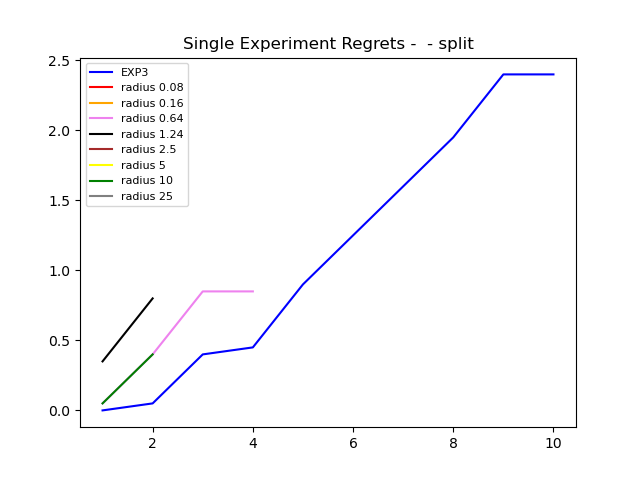 Single Experiment Regrets -  - split
EXP3
radius 0.08
radius 0.16
radius 0.64
radius 1.24
radius 2.5
radius 5
radius 10
radius 25
2.5
2.0
1.5
1.0
0.5
0.0
2 4 6 8 10